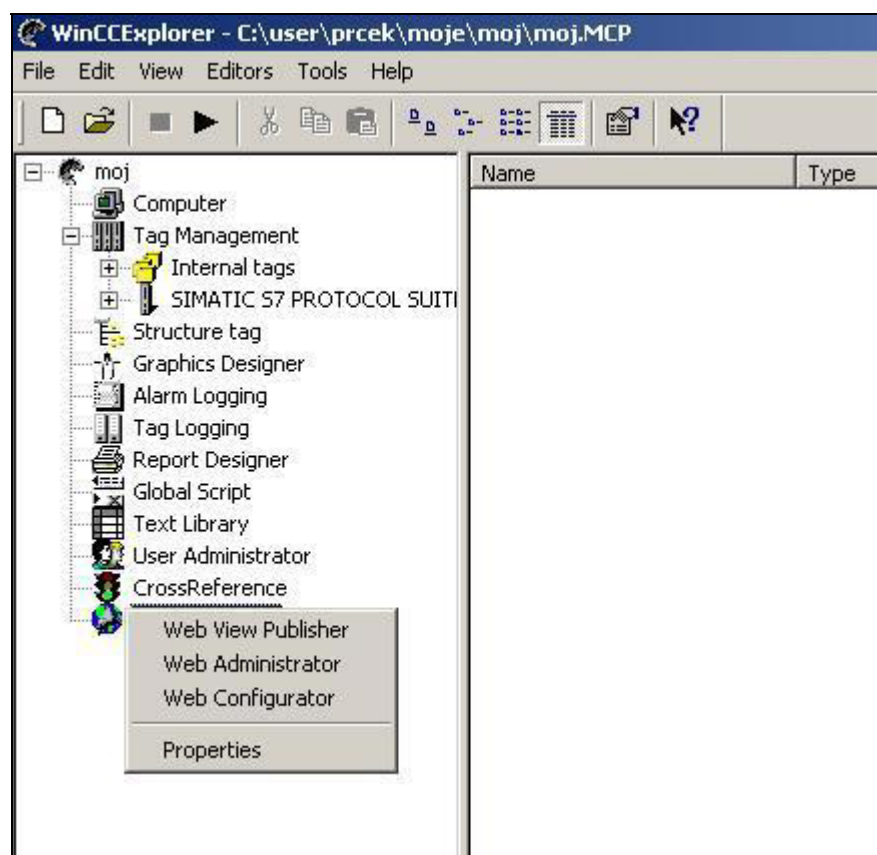 WinCCExplorer - C:\user\prcek\moje\moj\moj.MCP
File Edit View Editors Tools Help
moj
Name Type
Computer
Tag Management
Internal tags
SIMATIC S7 PROTOCOL SUIT
Structure tag
Graphics Designer
Alarm Logging
Tag Logging
Report Designer
Global Script
Text Library
User Administrator
CrossReference
Web View Publisher
Web Administrator
Web Configurator
Properties